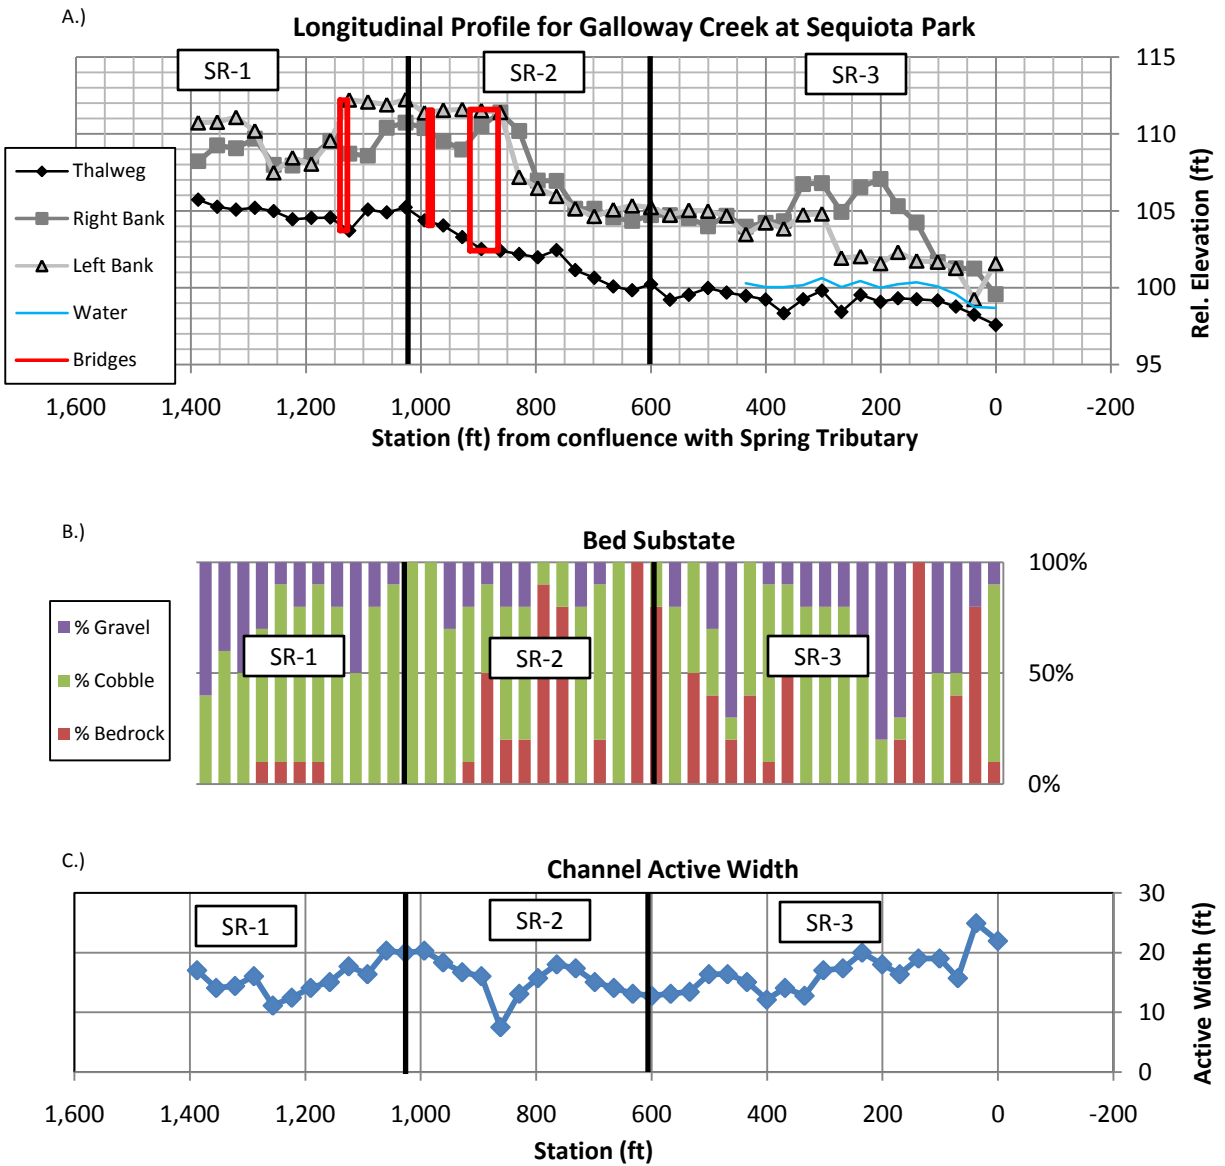 A.)
Longitudinal Profile for Galloway Creek at Sequiota Park
SR-1
SR-2
SR-3
115
110
105
100
95
Rel. Elevation (ft)
Thalweg
Right Bank
Left Bank
Water
Bridges
1,600 1,400 1,200 1,000 800 600 400 200 0 -200
Station (ft) from confluence with Spring Tributary
B.)
Bed Substate
100%
50%
0%
% Gravel
% Cobble
% Bedrock
SR-1
SR-2
SR-3
C.)
Channel Active Width
SR-1
SR-2
SR-3
30
20
10
0
Active Width (ft)
1,600 1,400 1,200 1,000 800 600 400 200 0 -200
Station (ft)